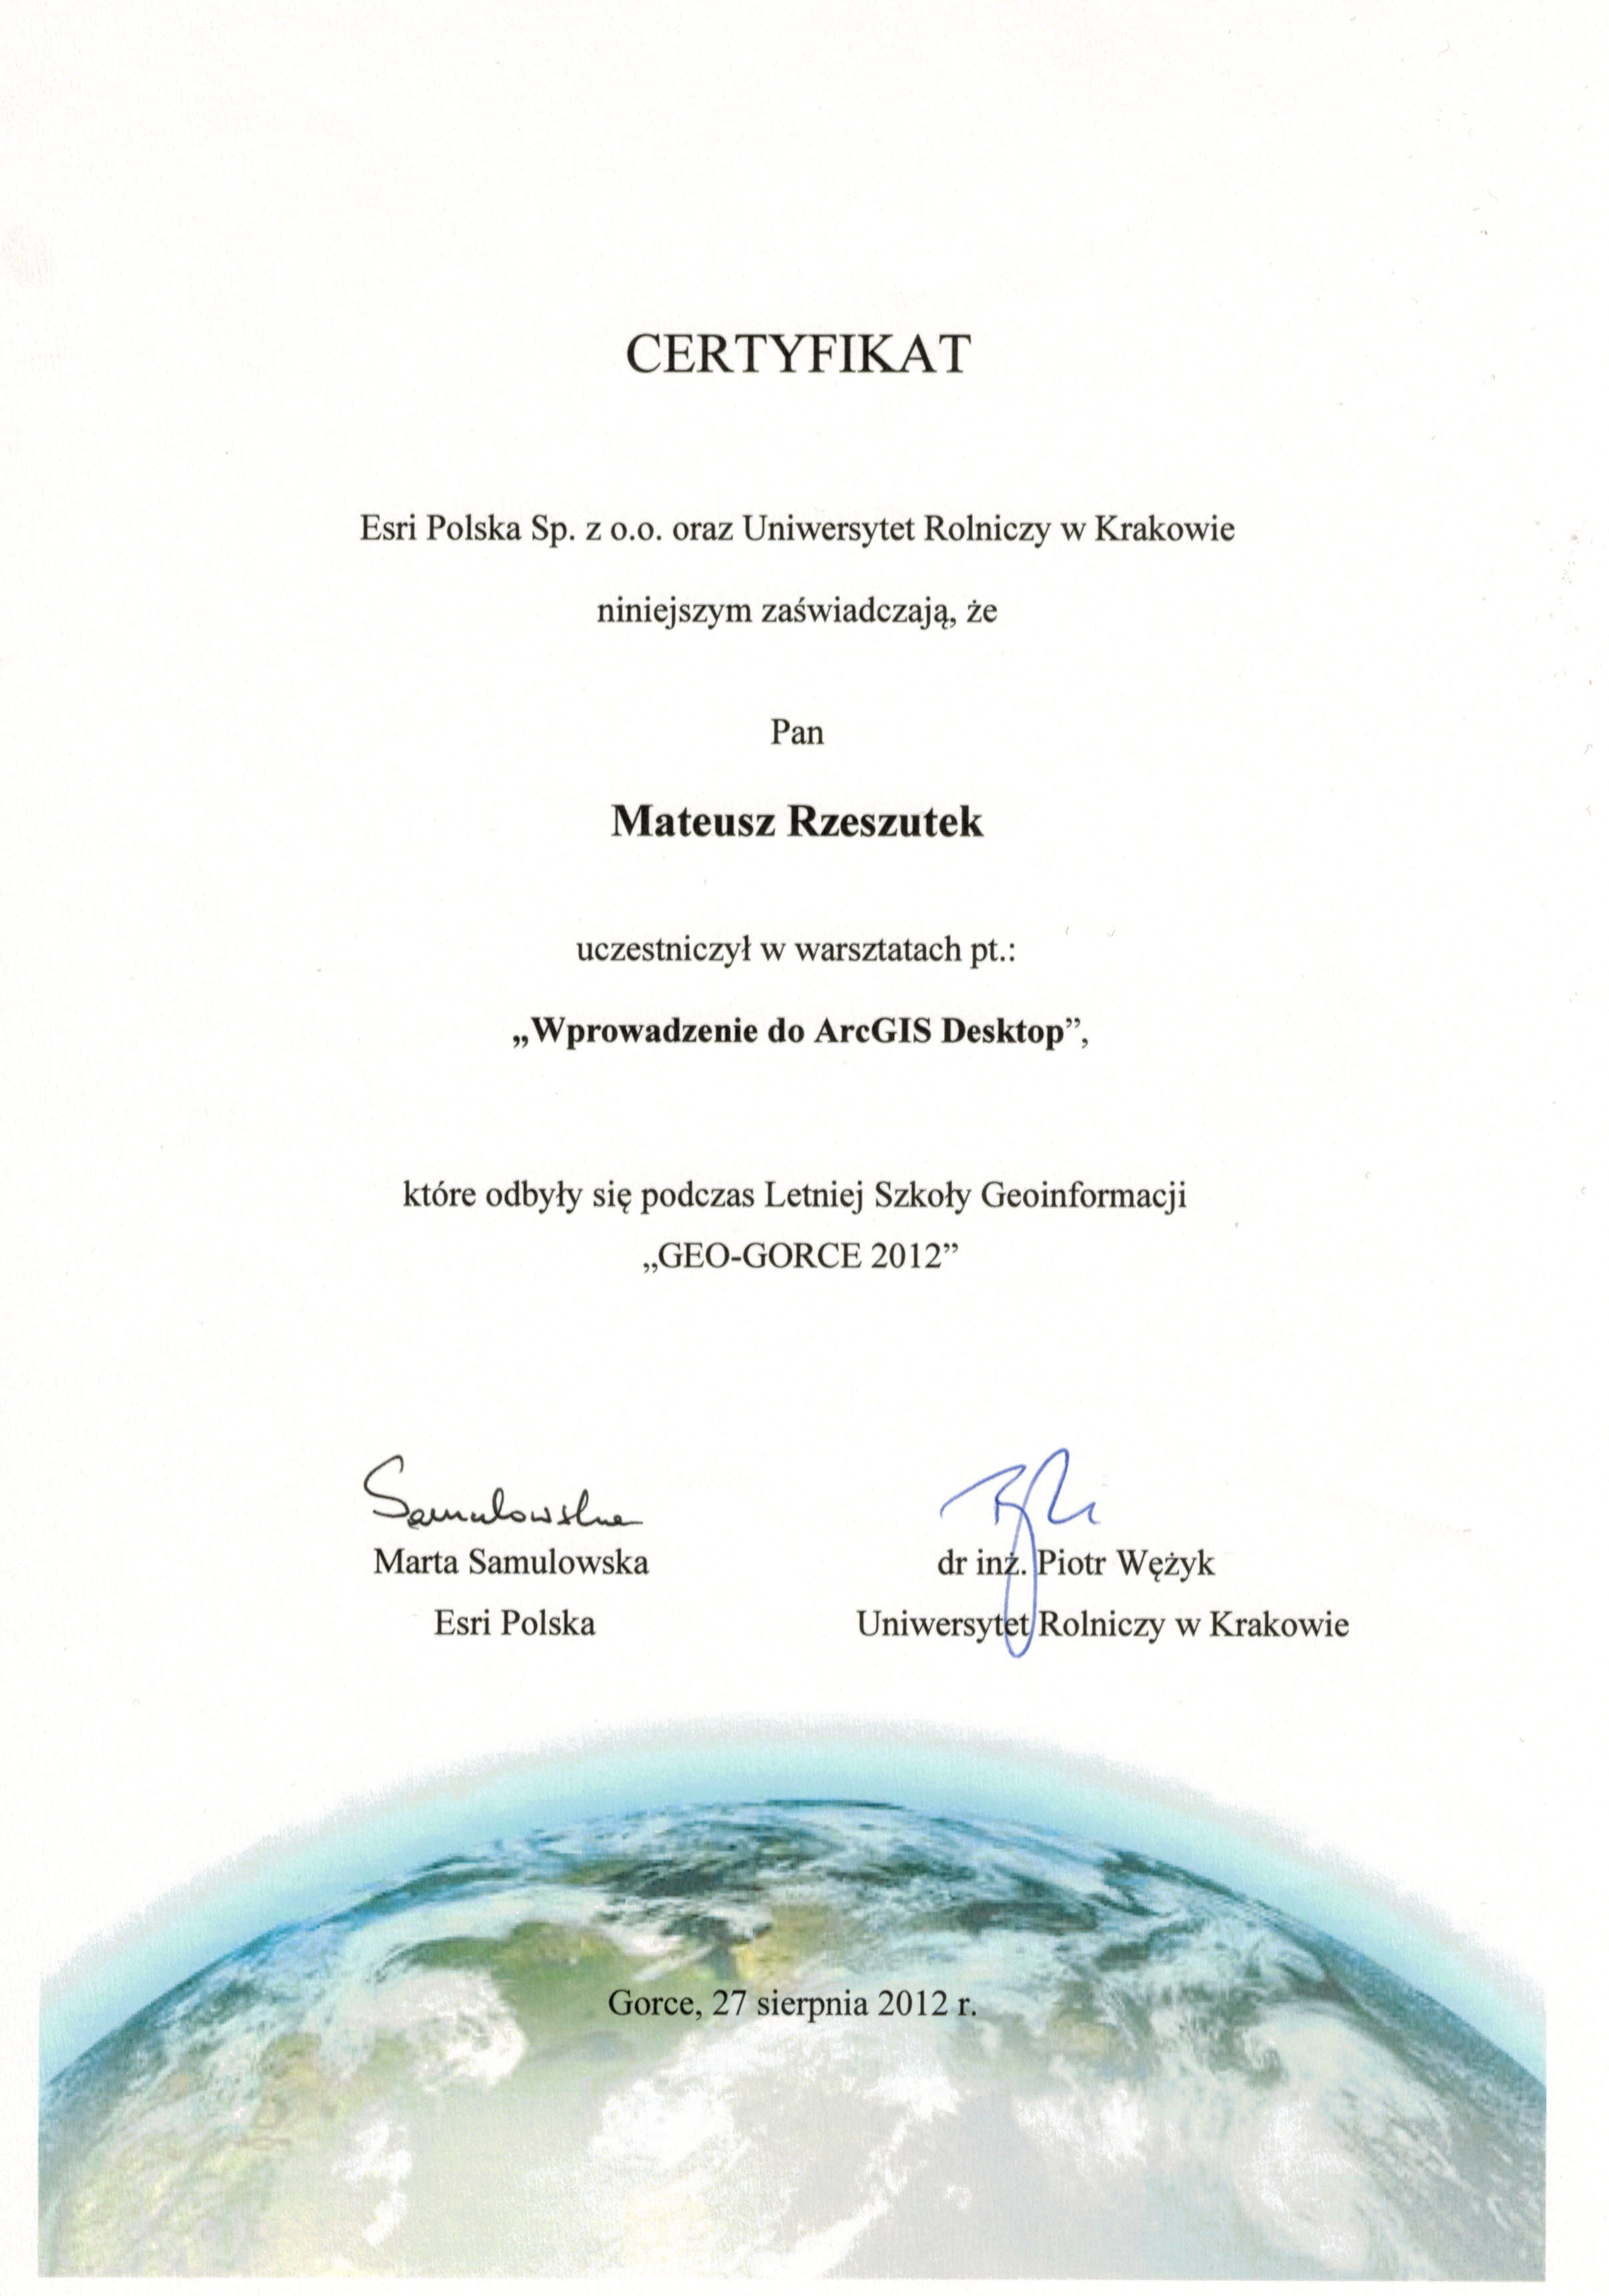 CERTYFIKAT
Esri Polska Sp. z o.o. oraz Uniwersytet Rolniczy w Krakowie
niniejszym zaświadczają, że
Pan
Mateusz Rzeszutek
uczestniczył w warsztatach pt.:
„Wprowadzenie do ArcGIS Desktop”,
które odbyły się podczas Letniej Szkoły Geoinformacji
„GEO-GORCE 2012”
Samulowska
Marta Samulowska
Esri Polska
dr inż. Piotr Wężyk
Uniwersytet Rolniczy w Krakowie
Gorce, 27 sierpnia 2012 r.